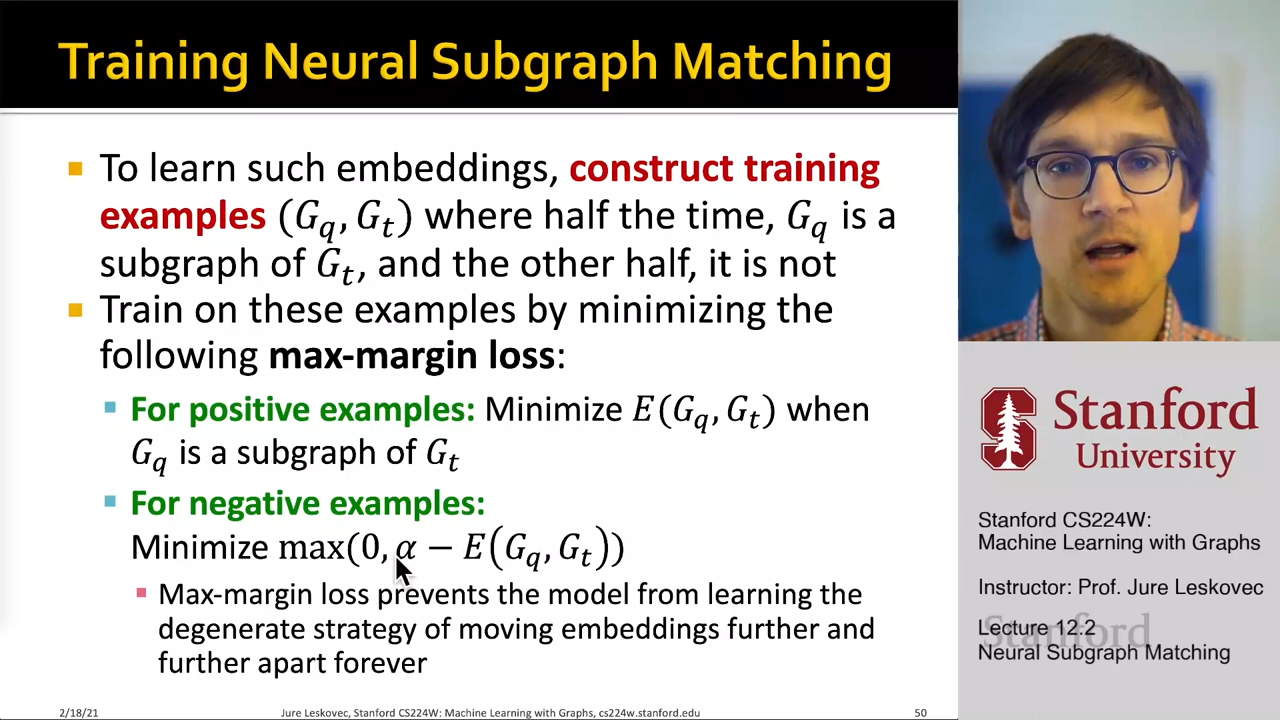 Training Neural Subgraph Matching
▪ To learn such embeddings, construct training
examples (G_q, G_t) where half the time, G_q is a
subgraph of G_t, and the other half, it is not
▪ Train on these examples by minimizing the
following max-margin loss:
▪ For positive examples: Minimize E(G_q, G_t) when
G_q is a subgraph of G_t
▪ For negative examples:
Minimize max(0, α − E(G_q, G_t))
▪ Max-margin loss prevents the model from learning the
degenerate strategy of moving embeddings further and
further apart forever
2/18/21
Jure Leskovec, Stanford CS224W: Machine Learning with Graphs, cs224w.stanford.edu
50
Stanford
University
Stanford CS224W:
Machine Learning with Graphs
Instructor: Prof. Jure Leskovec
Stanford
Lecture 12.2
Neural Subgraph Matching